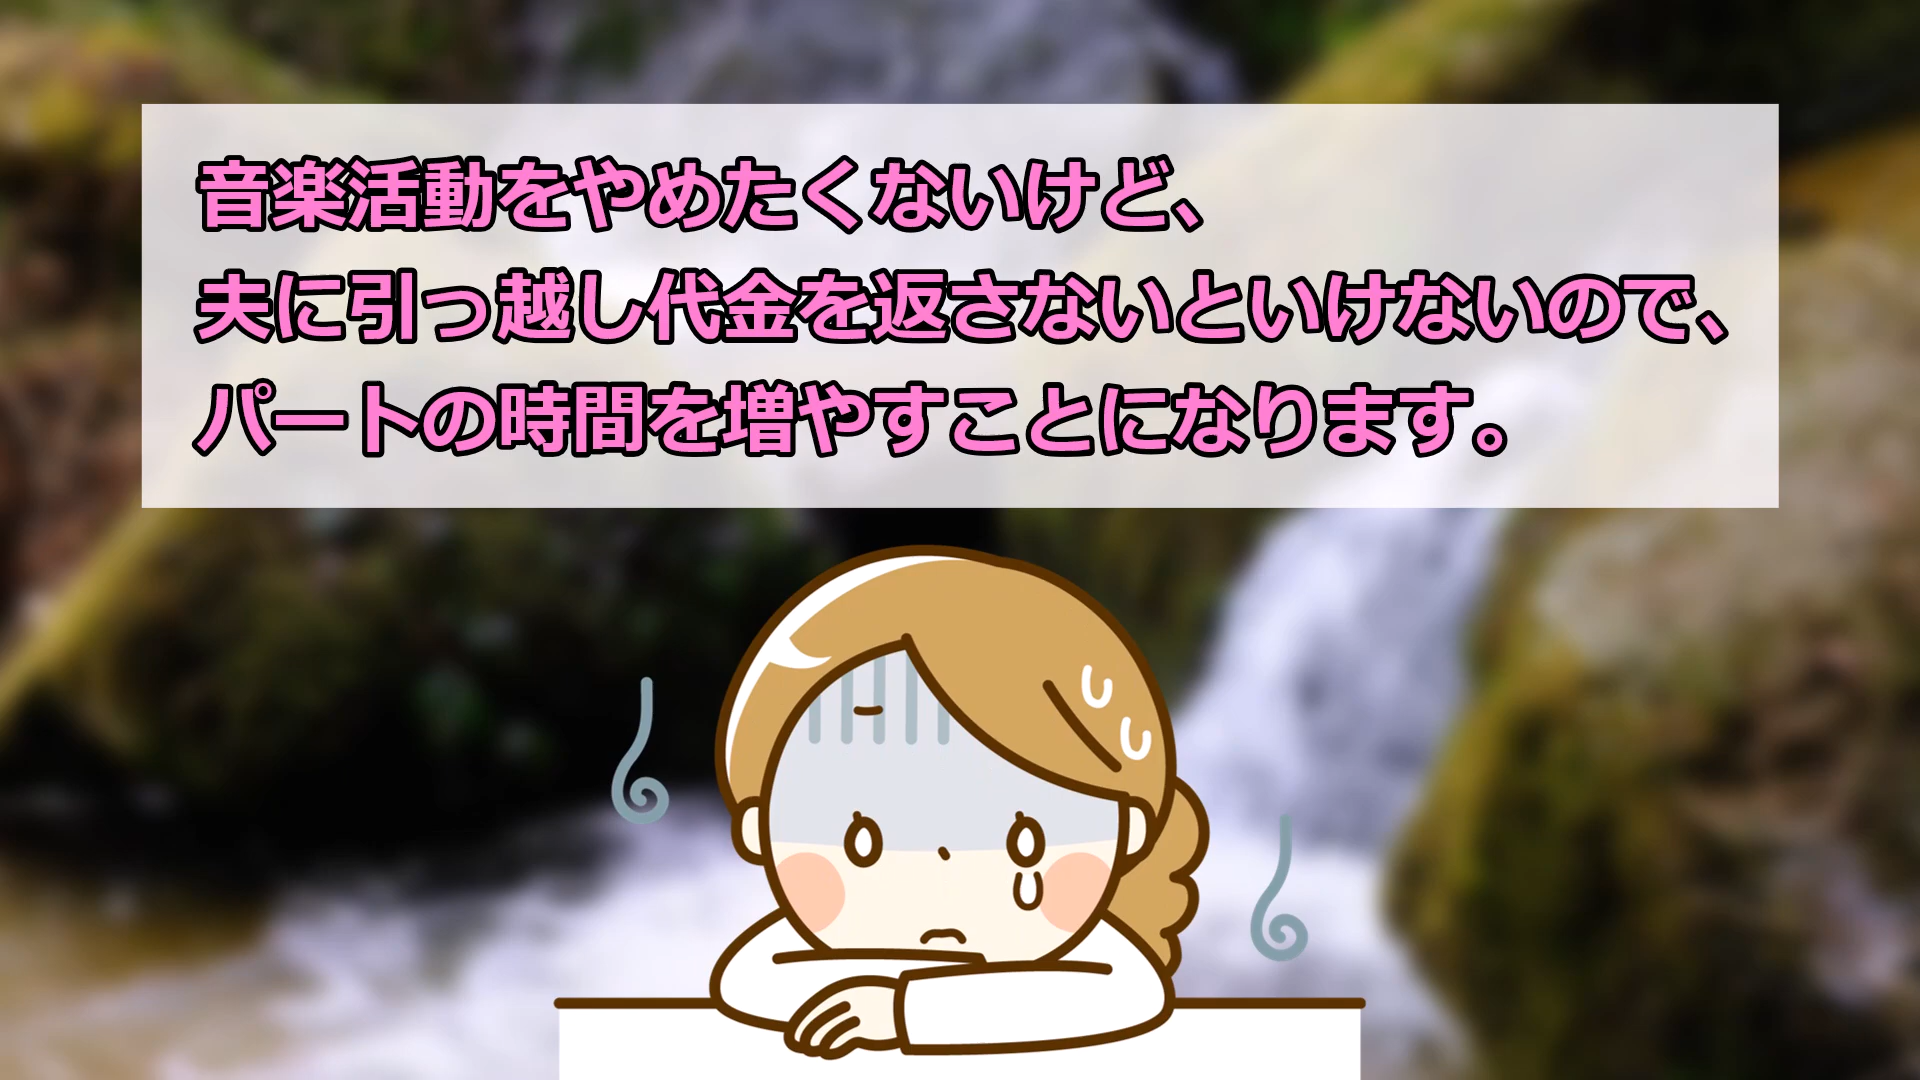 音楽活動をやめたくないけど、
夫に引っ越し代金を返さないといけないので、
パートの時間を増やすことになります。